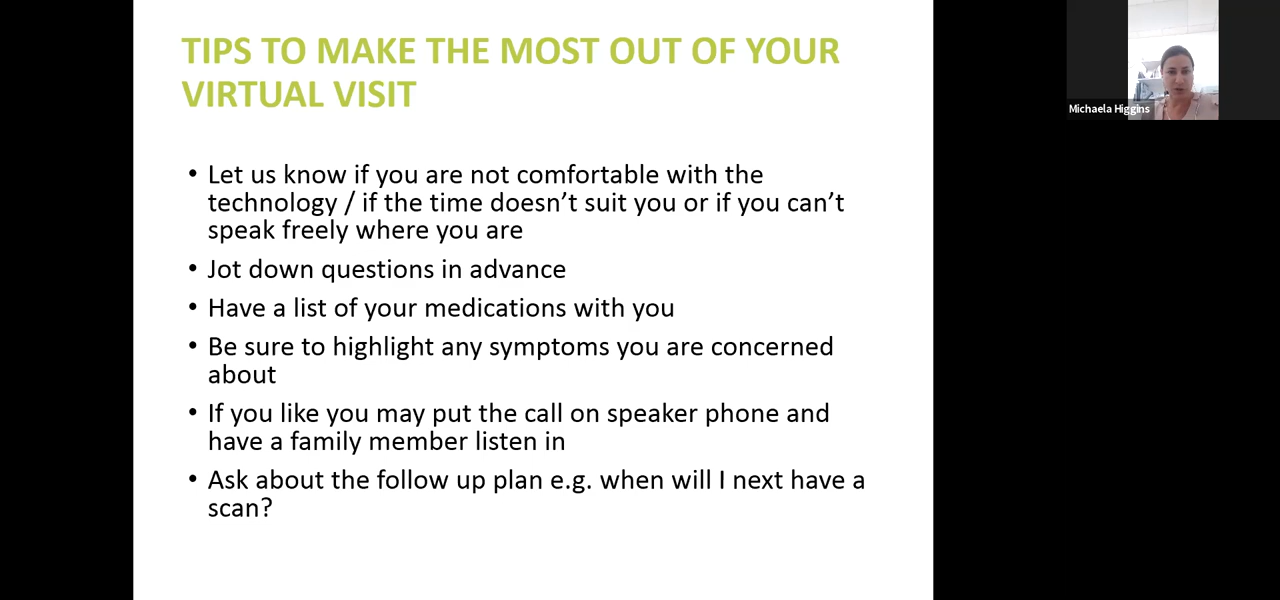 TIPS TO MAKE THE MOST OUT OF YOUR
VIRTUAL VISIT
• Let us know if you are not comfortable with the
technology / if the time doesn’t suit you or if you can’t
speak freely where you are
• Jot down questions in advance
• Have a list of your medications with you
• Be sure to highlight any symptoms you are concerned
about
• If you like you may put the call on speaker phone and
have a family member listen in
• Ask about the follow up plan e.g. when will I next have a
scan?
Michaela Higgins